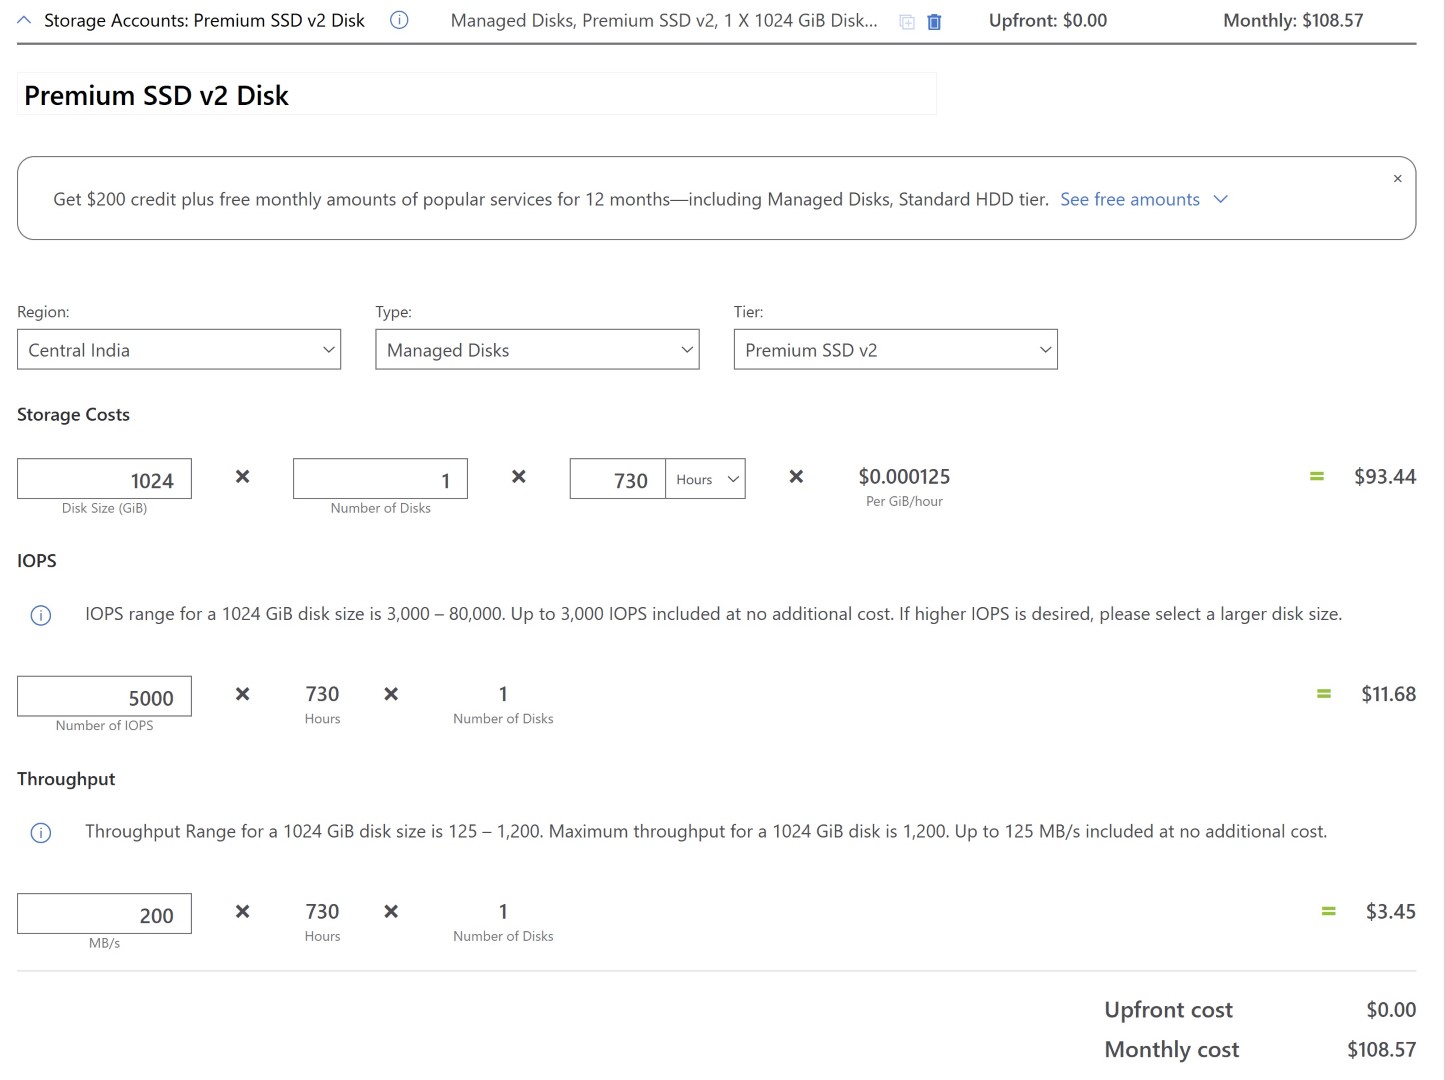 Storage Accounts: Premium SSD v2 Disk Managed Disks, Premium SSD v2, 1 X 1024 GiB Disk... Upfront: $0.00 Monthly: $108.57
Premium SSD v2 Disk
Get $200 credit plus free monthly amounts of popular services for 12 months—including Managed Disks, Standard HDD tier. See free amounts
Region: Type: Tier:
Central India Managed Disks Premium SSD v2
Storage Costs
1024 × 1 × 730 Hours × $0.000125 = $93.44
Disk Size (GiB) Number of Disks Per GiB/hour
IOPS
IOPS range for a 1024 GiB disk size is 3,000 – 80,000. Up to 3,000 IOPS included at no additional cost. If higher IOPS is desired, please select a larger disk size.
5000 × 730 × 1 = $11.68
Number of IOPS Hours Number of Disks
Throughput
Throughput Range for a 1024 GiB disk size is 125 – 1,200. Maximum throughput for a 1024 GiB disk is 1,200. Up to 125 MB/s included at no additional cost.
200 × 730 × 1 = $3.45
MB/s Hours Number of Disks
Upfront cost $0.00
Monthly cost $108.57